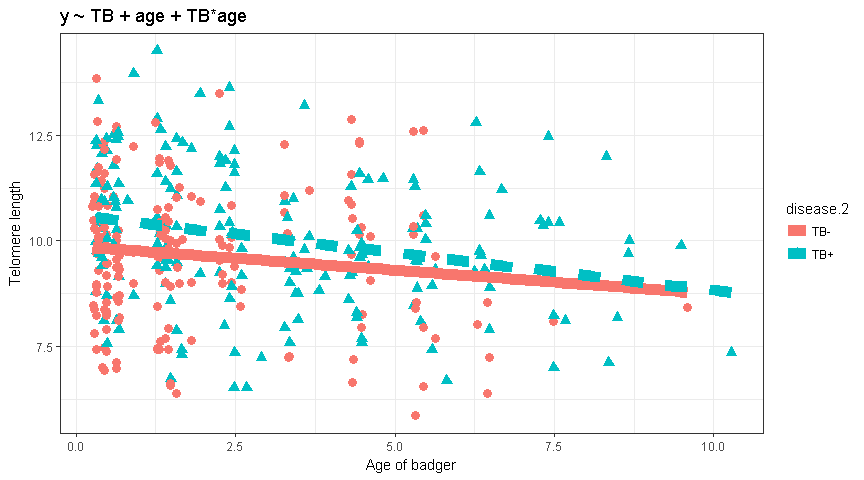 y ~ TB + age + TB*age
Telomere length
12.5
10.0
7.5
0.0 2.5 5.0 7.5 10.0
Age of badger
disease.2
TB-
TB+